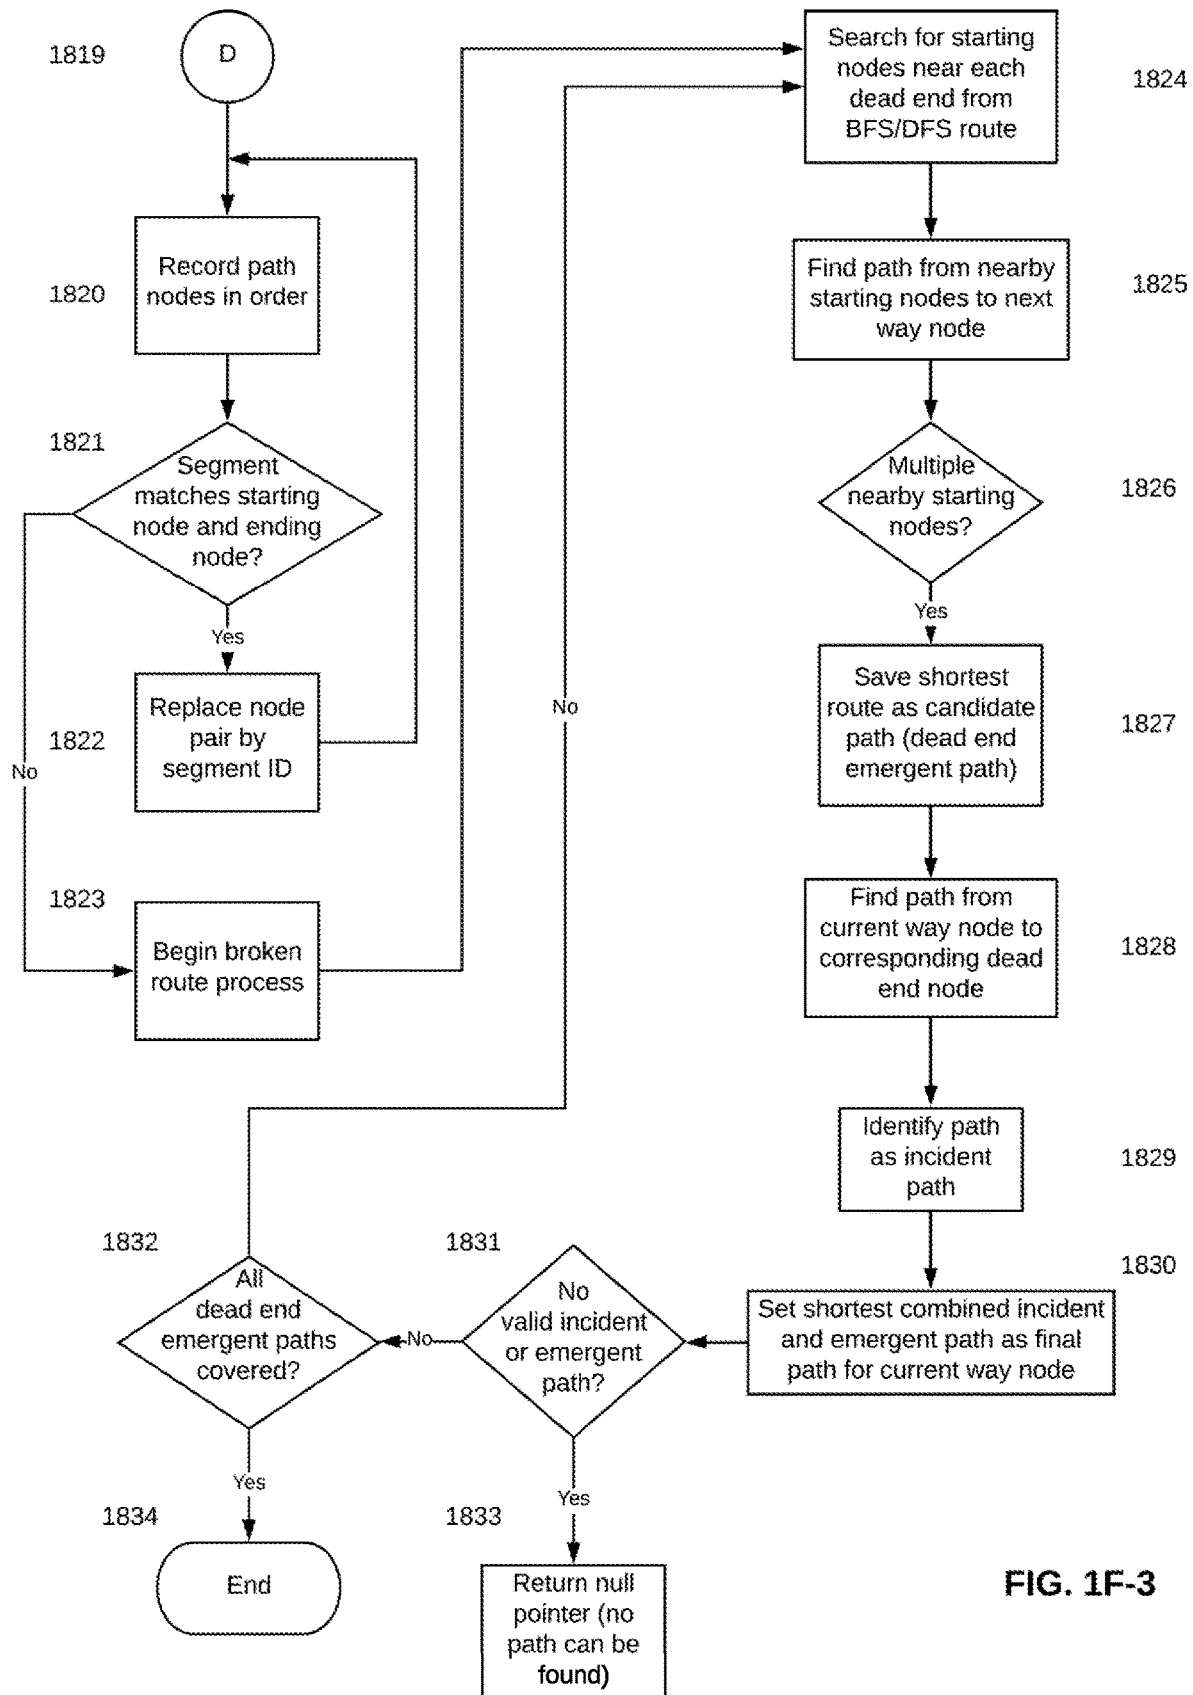 1819
D
1820
Record path
nodes in order
1821
Segment
matches starting
node and ending
node?
Yes
No
1822
Replace node
pair by
segment ID
1823
Begin broken
route process
No
Search for starting
nodes near each
dead end from
BFS/DFS route
1824
Find path from nearby
starting nodes to next
way node
1825
Multiple
nearby starting
nodes?
1826
Yes
Save shortest
route as candidate
path (dead end
emergent path)
1827
Find path from
current way node to
corresponding dead
end node
1828
Identify path
as incident
path
1829
1830
Set shortest combined incident
and emergent path as final
path for current way node
1831
No
valid incident
or emergent
path?
No
1832
All
dead end
emergent paths
covered?
Yes
1834
End
Yes
1833
Return null
pointer (no
path can be
found)
FIG. 1F-3